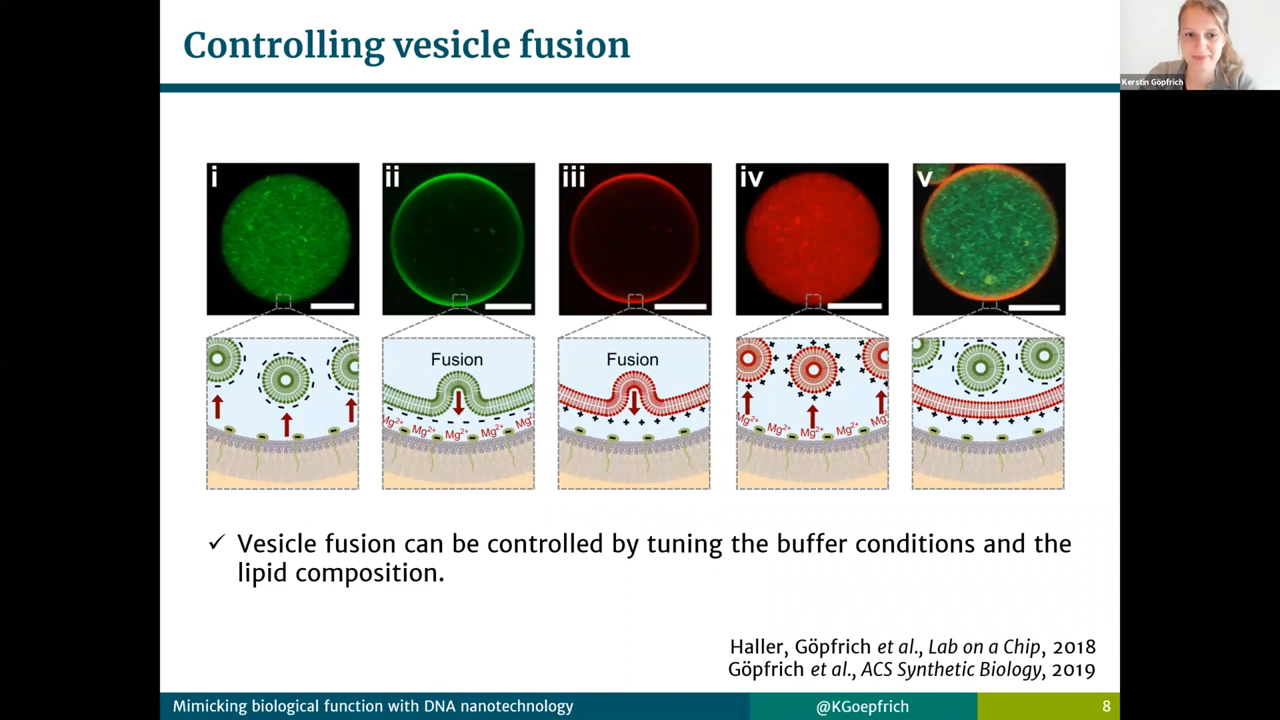 Controlling vesicle fusion
Kerstin Göpfrich
i
ii
iii
iv
v
Fusion
Fusion
Mg2+ Mg2+ Mg2+ Mg2+ Mg2+
Mg2+ Mg2+ Mg2+ Mg2+ Mg2+
✓ Vesicle fusion can be controlled by tuning the buffer conditions and the
lipid composition.
Haller, Göpfrich et al., Lab on a Chip, 2018
Göpfrich et al., ACS Synthetic Biology, 2019
Mimicking biological function with DNA nanotechnology
@KGoepfrich
8